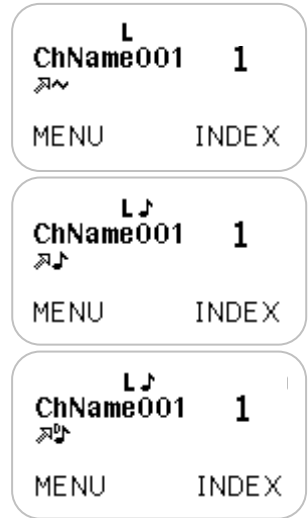 L
ChName001 1
MENU INDEX
L ♪
ChName001 1
♪
MENU INDEX
L ♪
ChName001 1
MENU INDEX